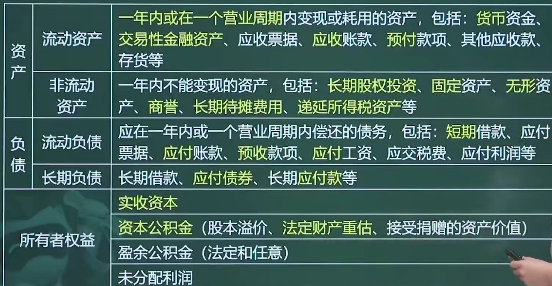 资产
流动资产
一年内或在一个营业周期内变现或耗用的资产，包括：货币资金、
交易性金融资产、应收票据、应收账款、预付款项、其他应收款、
存货等
非流动
资产
一年内不能变现的资产，包括：长期股权投资、固定资产、无形资
产、商誉、长期待摊费用、递延所得税资产等
负债
流动负债
应在一年内或一个营业周期内偿还的债务，包括：短期借款、应付
票据、应付账款、预收款项、应付工资、应交税费、应付利润等
长期负债
长期借款、应付债券、长期应付款等
所有者权益
实收资本
资本公积金（股本溢价、法定财产重估、接受捐赠的资产价值）
盈余公积金（法定和任意）
未分配利润